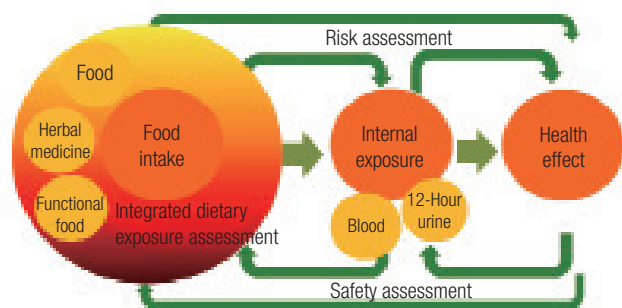 Risk assessment
Food
Herbal
medicine
Functional
food
Food
intake
Integrated dietary
exposure assessment
Internal
exposure
Blood
12-Hour
urine
Health
effect
Safety assessment